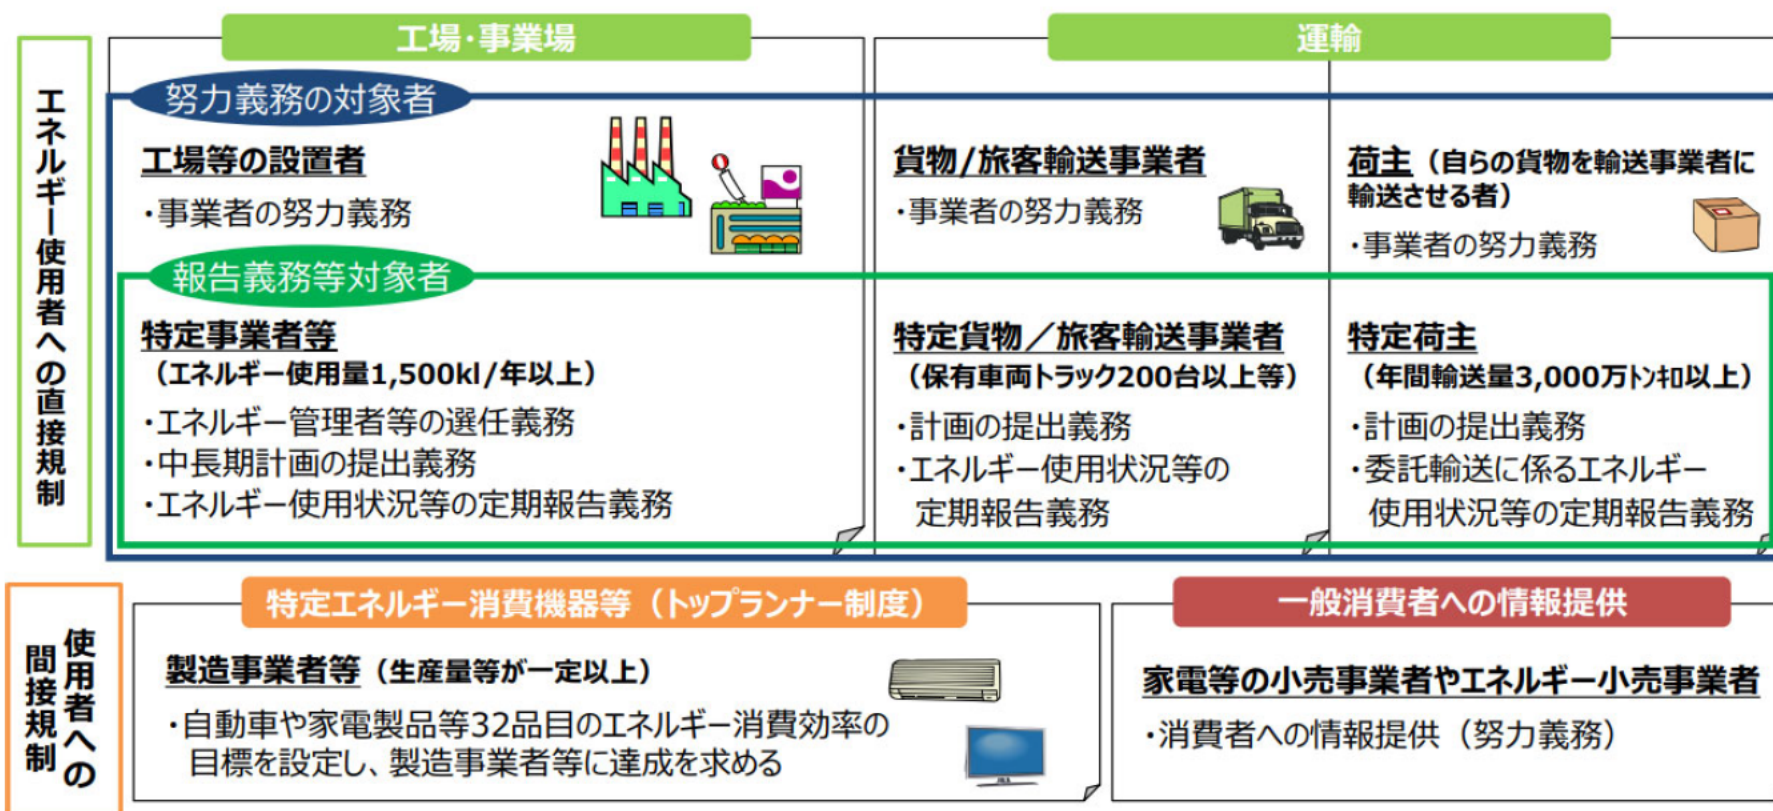 工場・事業場
運輸
エネルギー使用者への直接規制
努力義務の対象者
工場等の設置者
・事業者の努力義務
貨物/旅客輸送事業者
・事業者の努力義務
荷主（自らの貨物を輸送事業者に
輸送させる者）
・事業者の努力義務
報告義務等対象者
特定事業者等
（エネルギー使用量1,500kl/年以上）
・エネルギー管理者等の選任義務
・中長期計画の提出義務
・エネルギー使用状況等の定期報告義務
特定貨物／旅客輸送事業者
（保有車両トラック200台以上等）
・計画の提出義務
・エネルギー使用状況等の
定期報告義務
特定荷主
（年間輸送量3,000万ﾄﾝｷﾛ以上）
・計画の提出義務
・委託輸送に係るエネルギー
使用状況等の定期報告義務
使用者への
間接規制
特定エネルギー消費機器等（トップランナー制度）
製造事業者等（生産量等が一定以上）
・自動車や家電製品等32品目のエネルギー消費効率の
目標を設定し、製造事業者等に達成を求める
一般消費者への情報提供
家電等の小売事業者やエネルギー小売事業者
・消費者への情報提供（努力義務）